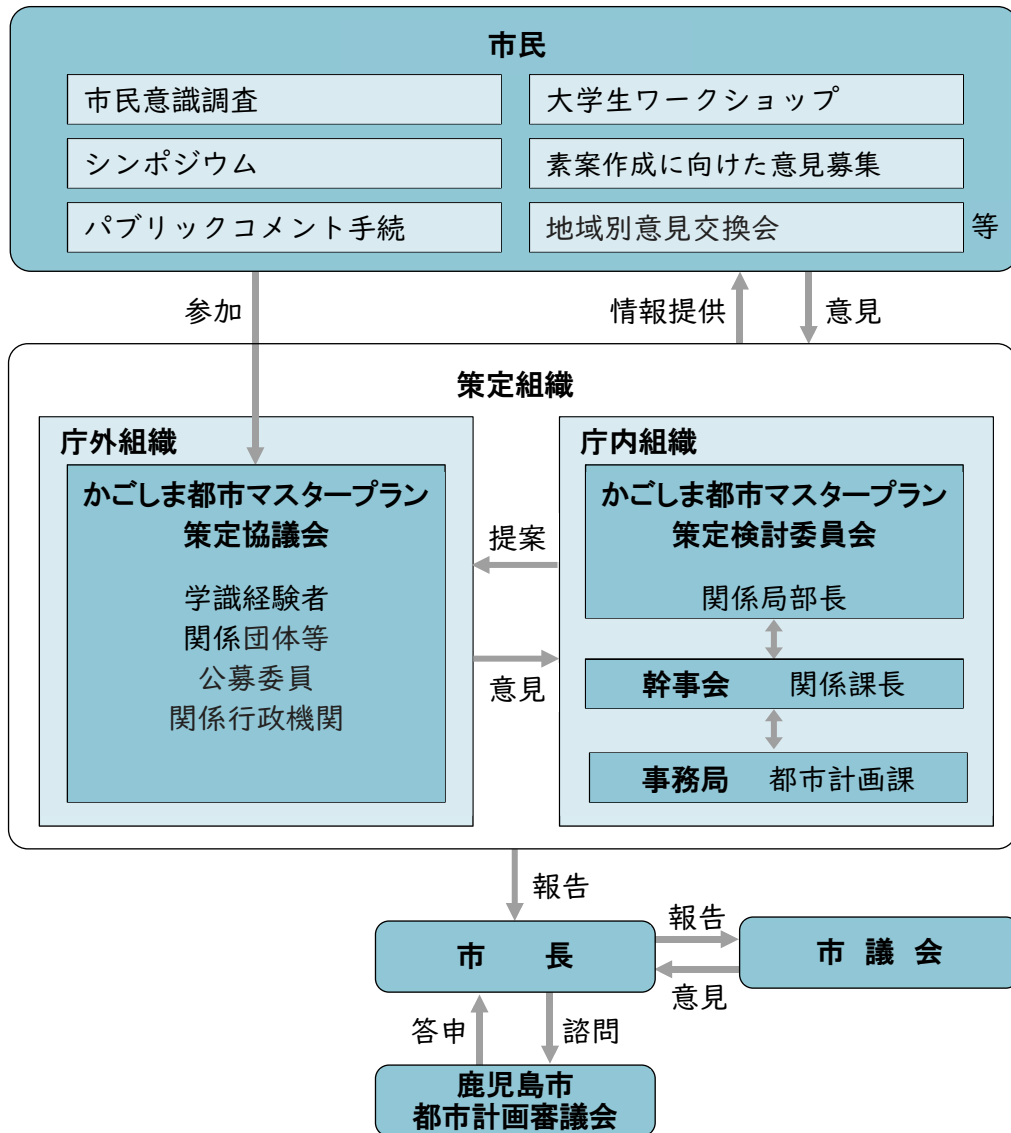 市民
市民意識調査
大学生ワークショップ
シンポジウム
素案作成に向けた意見募集
パブリックコメント手続
地域別意見交換会
等
参加
情報提供
意見
策定組織
庁外組織
かごしま都市マスタープラン
策定協議会
学識経験者
関係団体等
公募委員
関係行政機関
提案
意見
庁内組織
かごしま都市マスタープラン
策定検討委員会
関係局部長
幹事会 関係課長
事務局 都市計画課
報告
市長
報告
意見
市議会
答申
諮問
鹿児島市
都市計画審議会